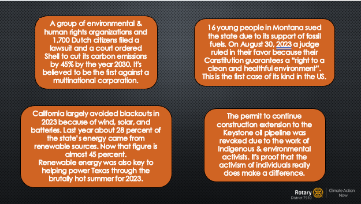 A group of environmental &
human rights organizations and
1,700 Dutch citizens filed a
lawsuit and a court ordered
Shell to cut its carbon emissions
by 45% by the year 2030. It's
believed to be the first against a
multinational corporation.
16 young people in Montana sued
the state due to its support of fossil
fuels. On August 30, 2023 a judge
ruled in their favor because their
Constitution guarantees a "right to a
clean and healthful environment".
This is the first case of its kind in the US.
California largely avoided blackouts in
2023 because of wind, solar, and
batteries. Last year about 28 percent of
the state's energy came from
renewable sources. Now that figure is
almost 45 percent.
Renewable energy was also key to
helping power Texas through the
brutally hot summer for 2023.
The permit to continue
construction extension to the
Keystone oil pipeline was
revoked due to the work of
Indigenous & environmental
activists. It's proof that the
activism of individuals really
does make a difference.
Rotary
District
Climate Action
Now